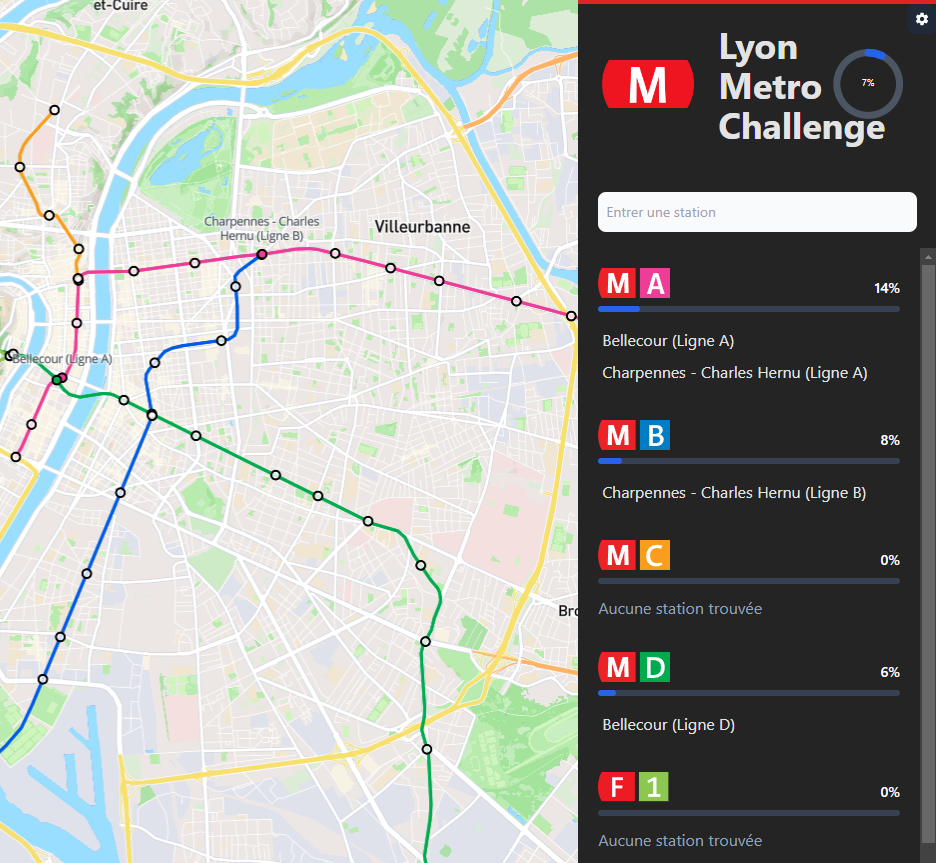 et-Cuire
Charpennes - Charles
Hernu (Ligne B)
Villeurbanne
Bellecour (Ligne A)
Bro
M
Lyon
Metro
Challenge
7%
Entrer une station
M A
14%
Bellecour (Ligne A)
Charpennes - Charles Hernu (Ligne A)
M B
8%
Charpennes - Charles Hernu (Ligne B)
M C
0%
Aucune station trouvée
M D
6%
Bellecour (Ligne D)
F 1
0%
Aucune station trouvée